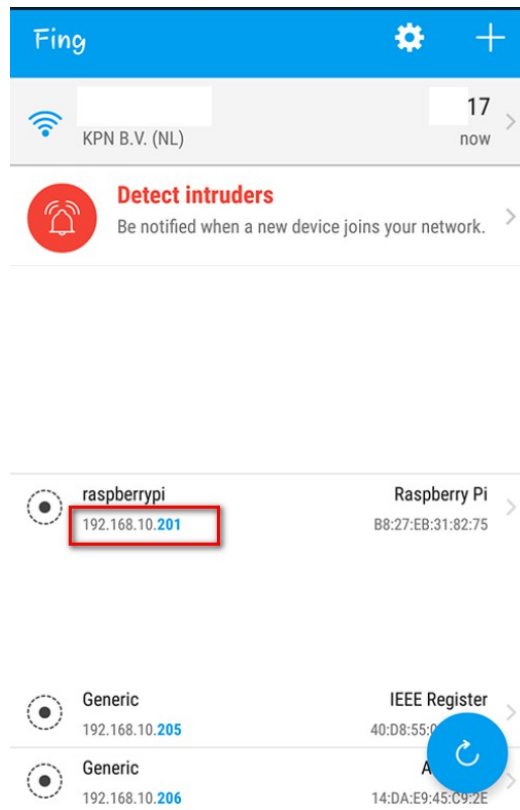 Fing
17
KPN B.V. (NL) now
Detect intruders
Be notified when a new device joins your network.
raspberrypi Raspberry Pi
192.168.10.201 B8:27:EB:31:82:75
Generic IEEE Register
192.168.10.205 40:D8:55:
Generic A
192.168.10.206 14:DA:E9:45:C9:2E